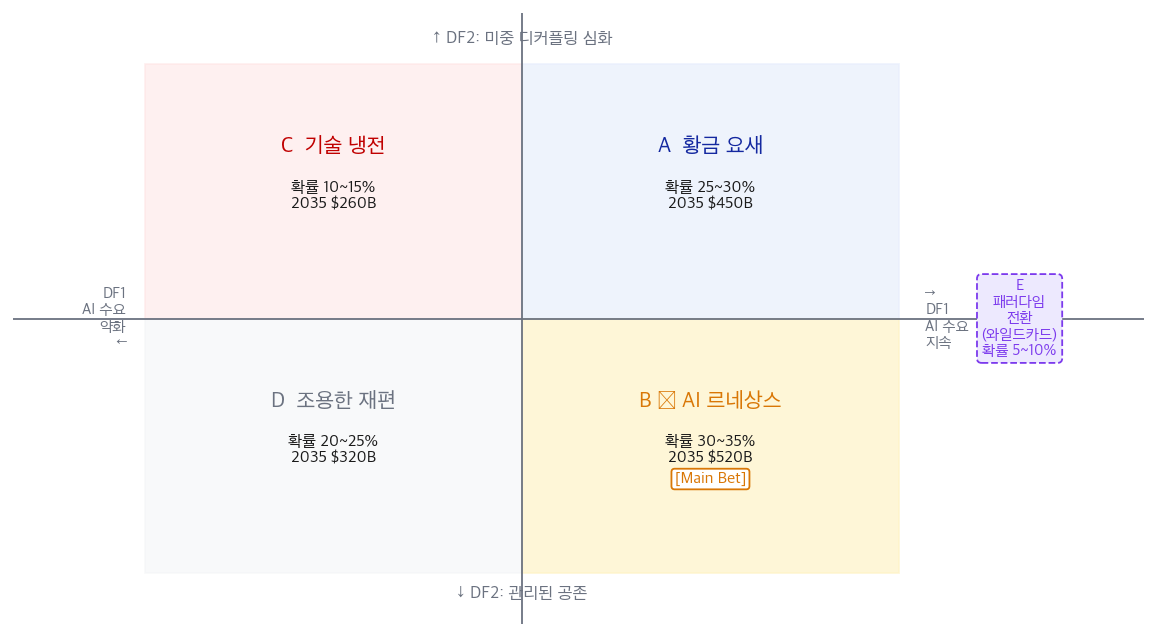 ↑ DF2: 미중 디커플링 심화
C 기술 냉전
확률 10~15%
2035 $260B
A 황금 요새
확률 25~30%
2035 $450B
DF1
AI 수요
약화
←
→
DF1
AI 수요
지속
E
패러다임
전환
(와일드카드)
확률 5~10%
D 조용한 재편
확률 20~25%
2035 $320B
B ☒ AI 르네상스
확률 30~35%
2035 $520B
[Main Bet]
↓ DF2: 관리된 공존